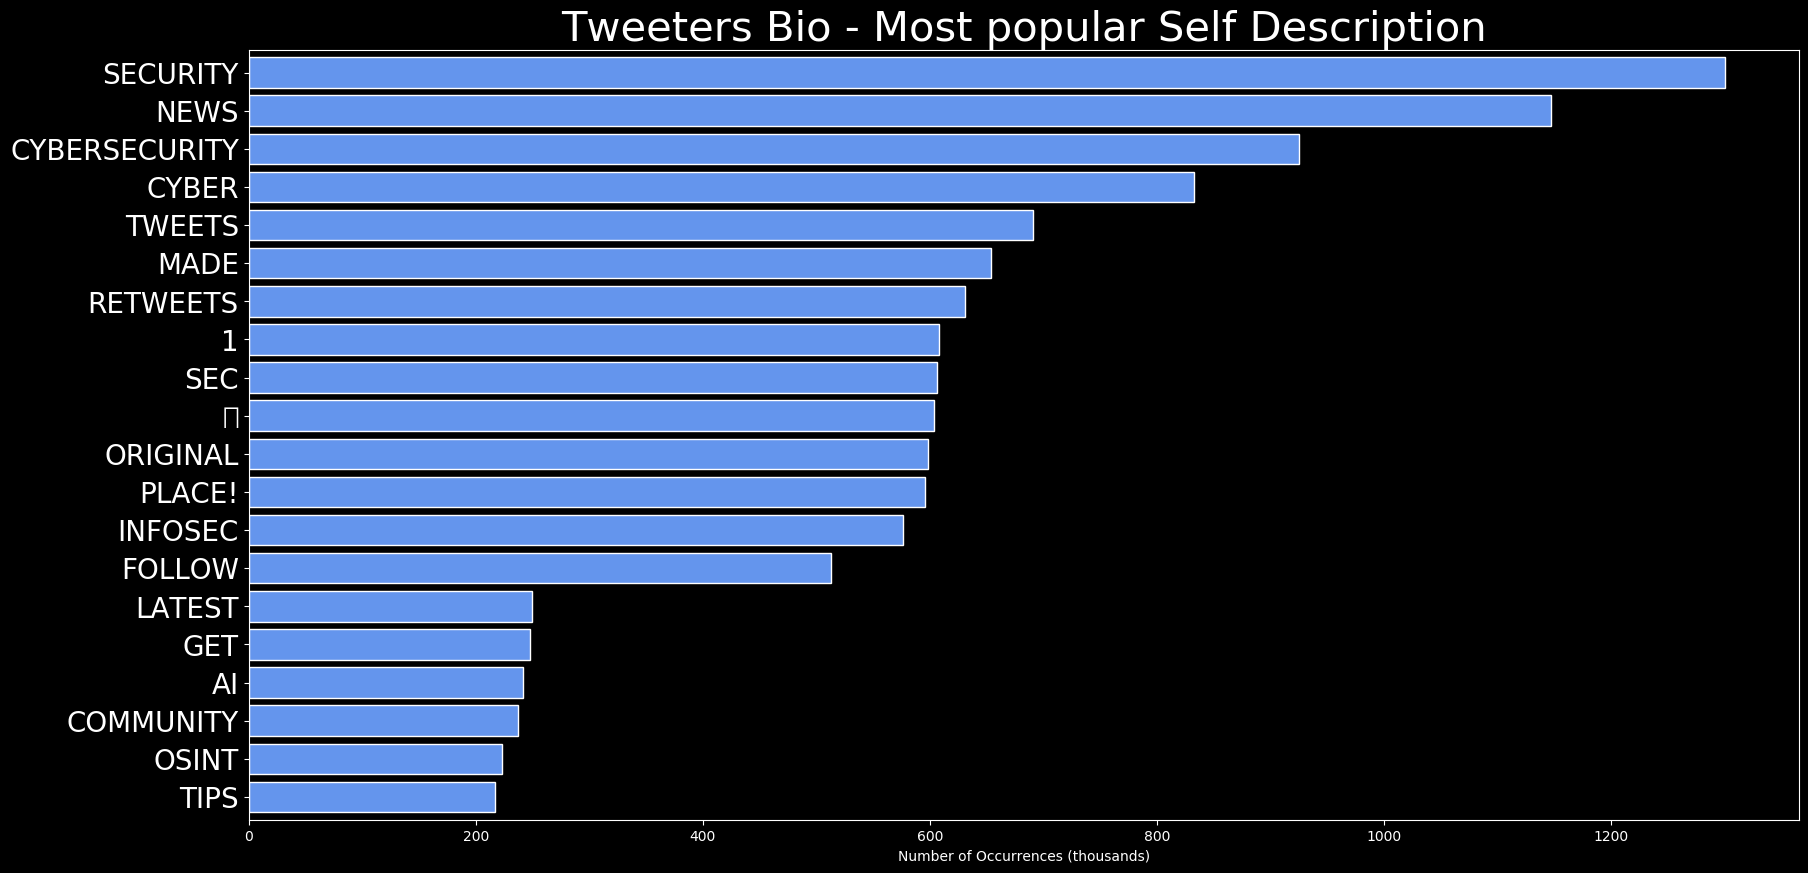 Tweeters Bio - Most popular Self Description
SECURITY
NEWS
CYBERSECURITY
CYBER
TWEETS
MADE
RETWEETS
1
SEC
ORIGINAL
PLACE!
INFOSEC
FOLLOW
LATEST
GET
AI
COMMUNITY
OSINT
TIPS
0 200 400 600 800 1000 1200
Number of Occurrences (thousands)